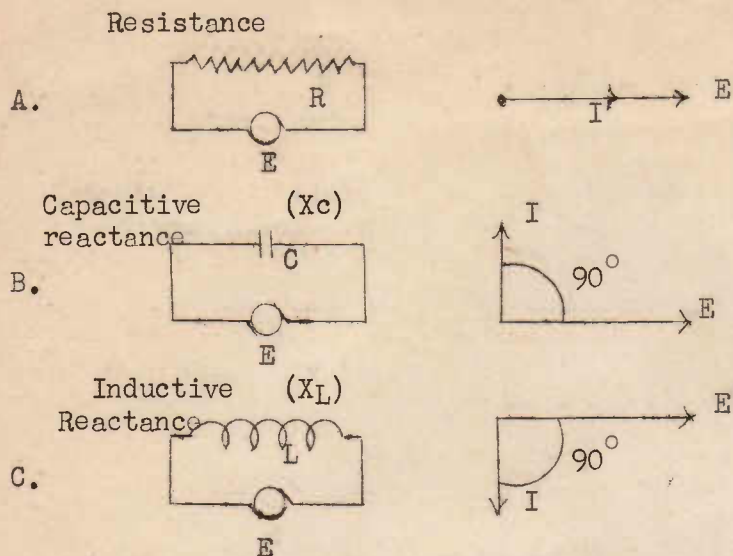 Resistance
A.
R
E
I
E
Capacitive (Xc)
reactance
B.
C
E
I
90°
E
Inductive (XL)
Reactance
C.
L
E
E
90°
I